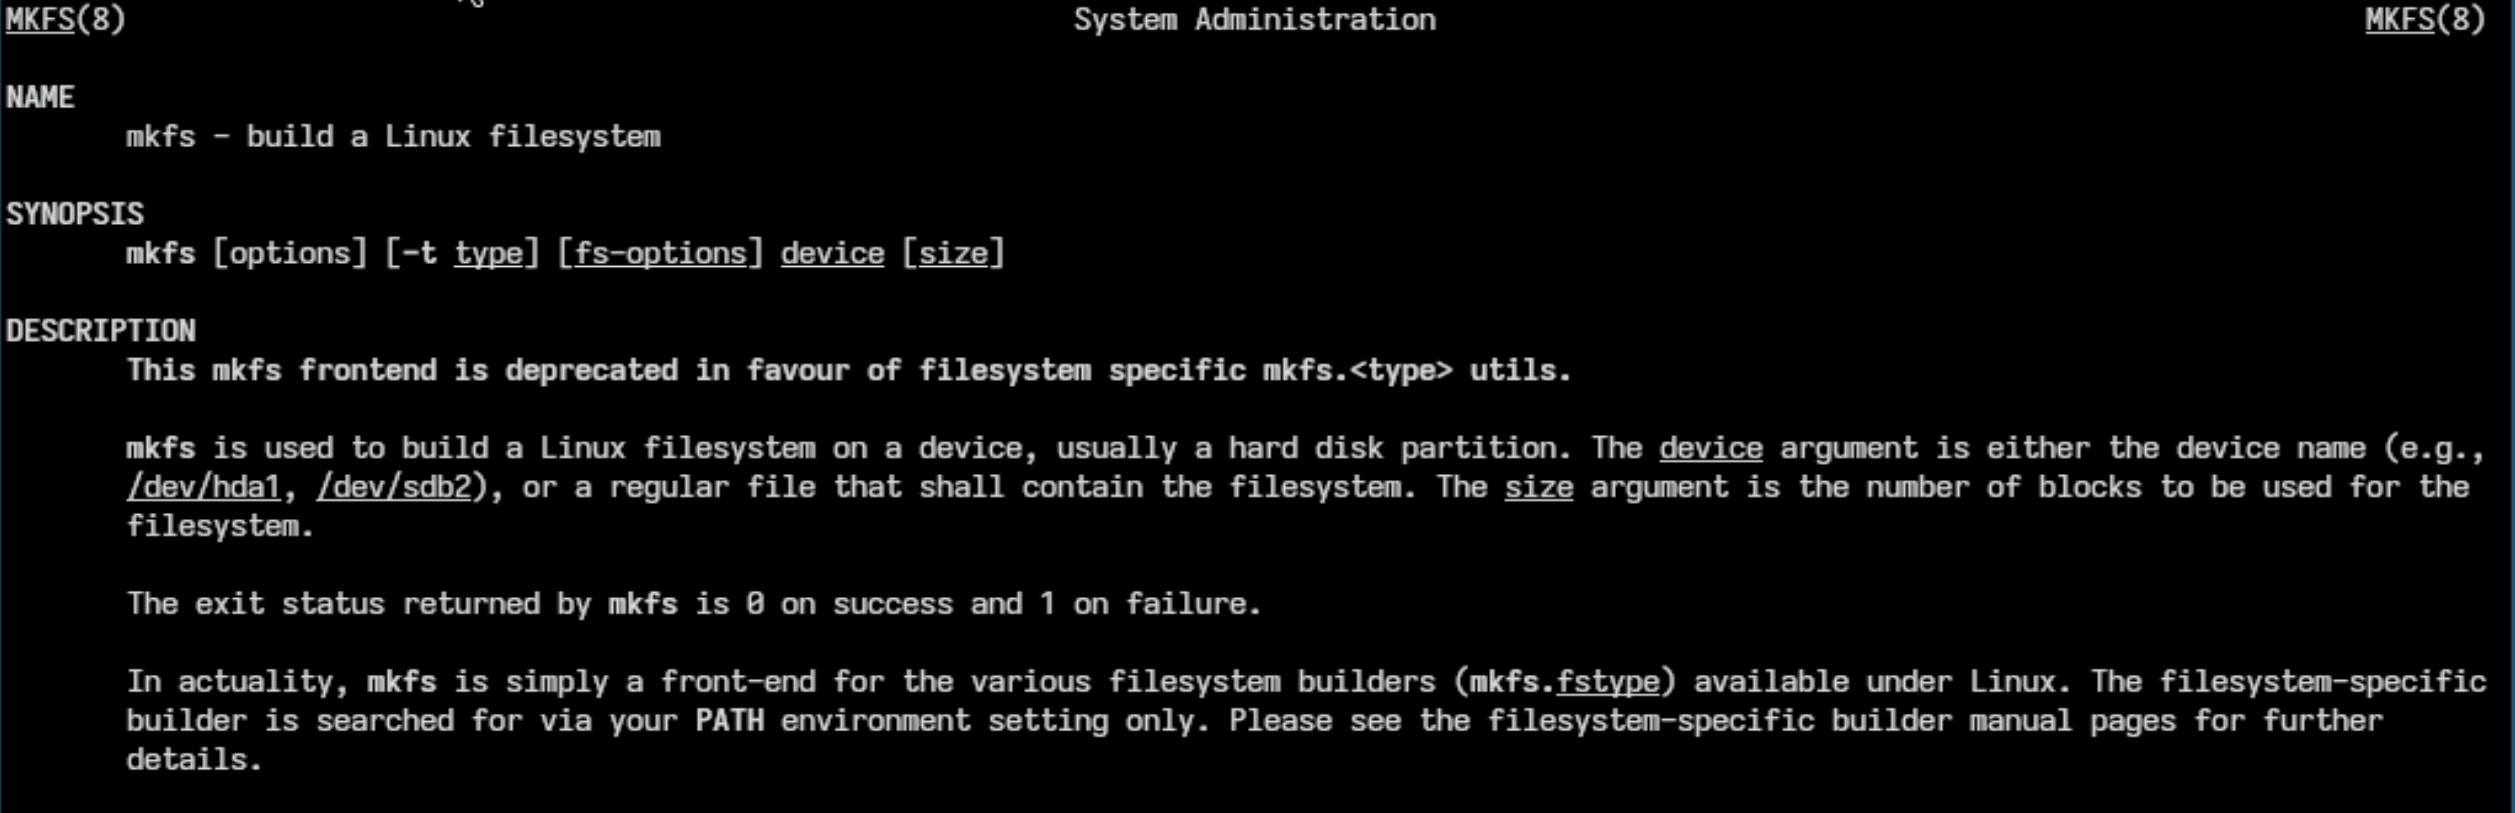 MKFS(8) System Administration MKFS(8)
NAME
mkfs - build a Linux filesystem
SYNOPSIS
mkfs [options] [-t type] [fs-options] device [size]
DESCRIPTION
This mkfs frontend is deprecated in favour of filesystem specific mkfs.<type> utils.
mkfs is used to build a Linux filesystem on a device, usually a hard disk partition. The device argument is either the device name (e.g.,
/dev/hda1, /dev/sdb2), or a regular file that shall contain the filesystem. The size argument is the number of blocks to be used for the
filesystem.
The exit status returned by mkfs is 0 on success and 1 on failure.
In actuality, mkfs is simply a front-end for the various filesystem builders (mkfs.fstype) available under Linux. The filesystem-specific
builder is searched for via your PATH environment setting only. Please see the filesystem-specific builder manual pages for further
details.